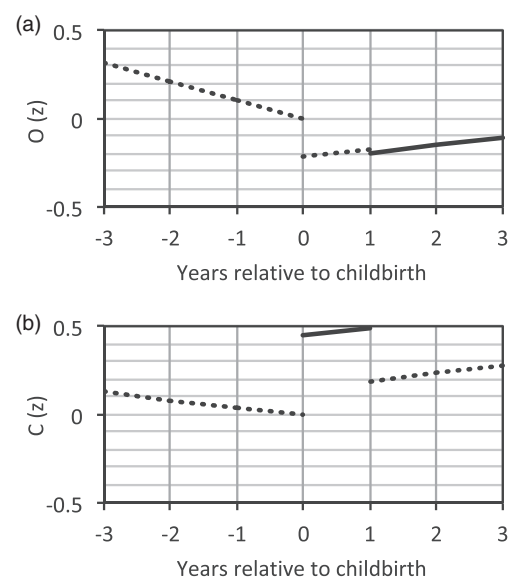 (a)
0.5
0
-0.5
O (z)
-3 -2 -1 0 1 2 3
Years relative to childbirth
(b)
0.5
0
-0.5
C (z)
-3 -2 -1 0 1 2 3
Years relative to childbirth